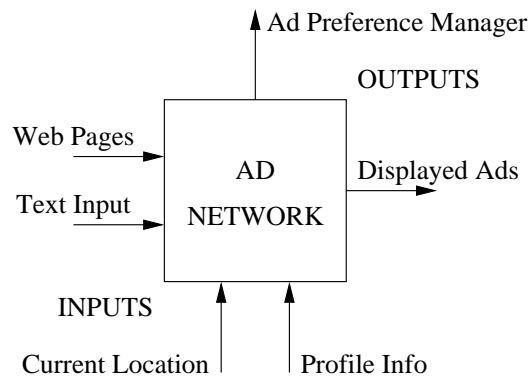 Ad Preference Manager
OUTPUTS
Web Pages
AD
NETWORK
Displayed Ads
Text Input
INPUTS
Current Location
Profile Info